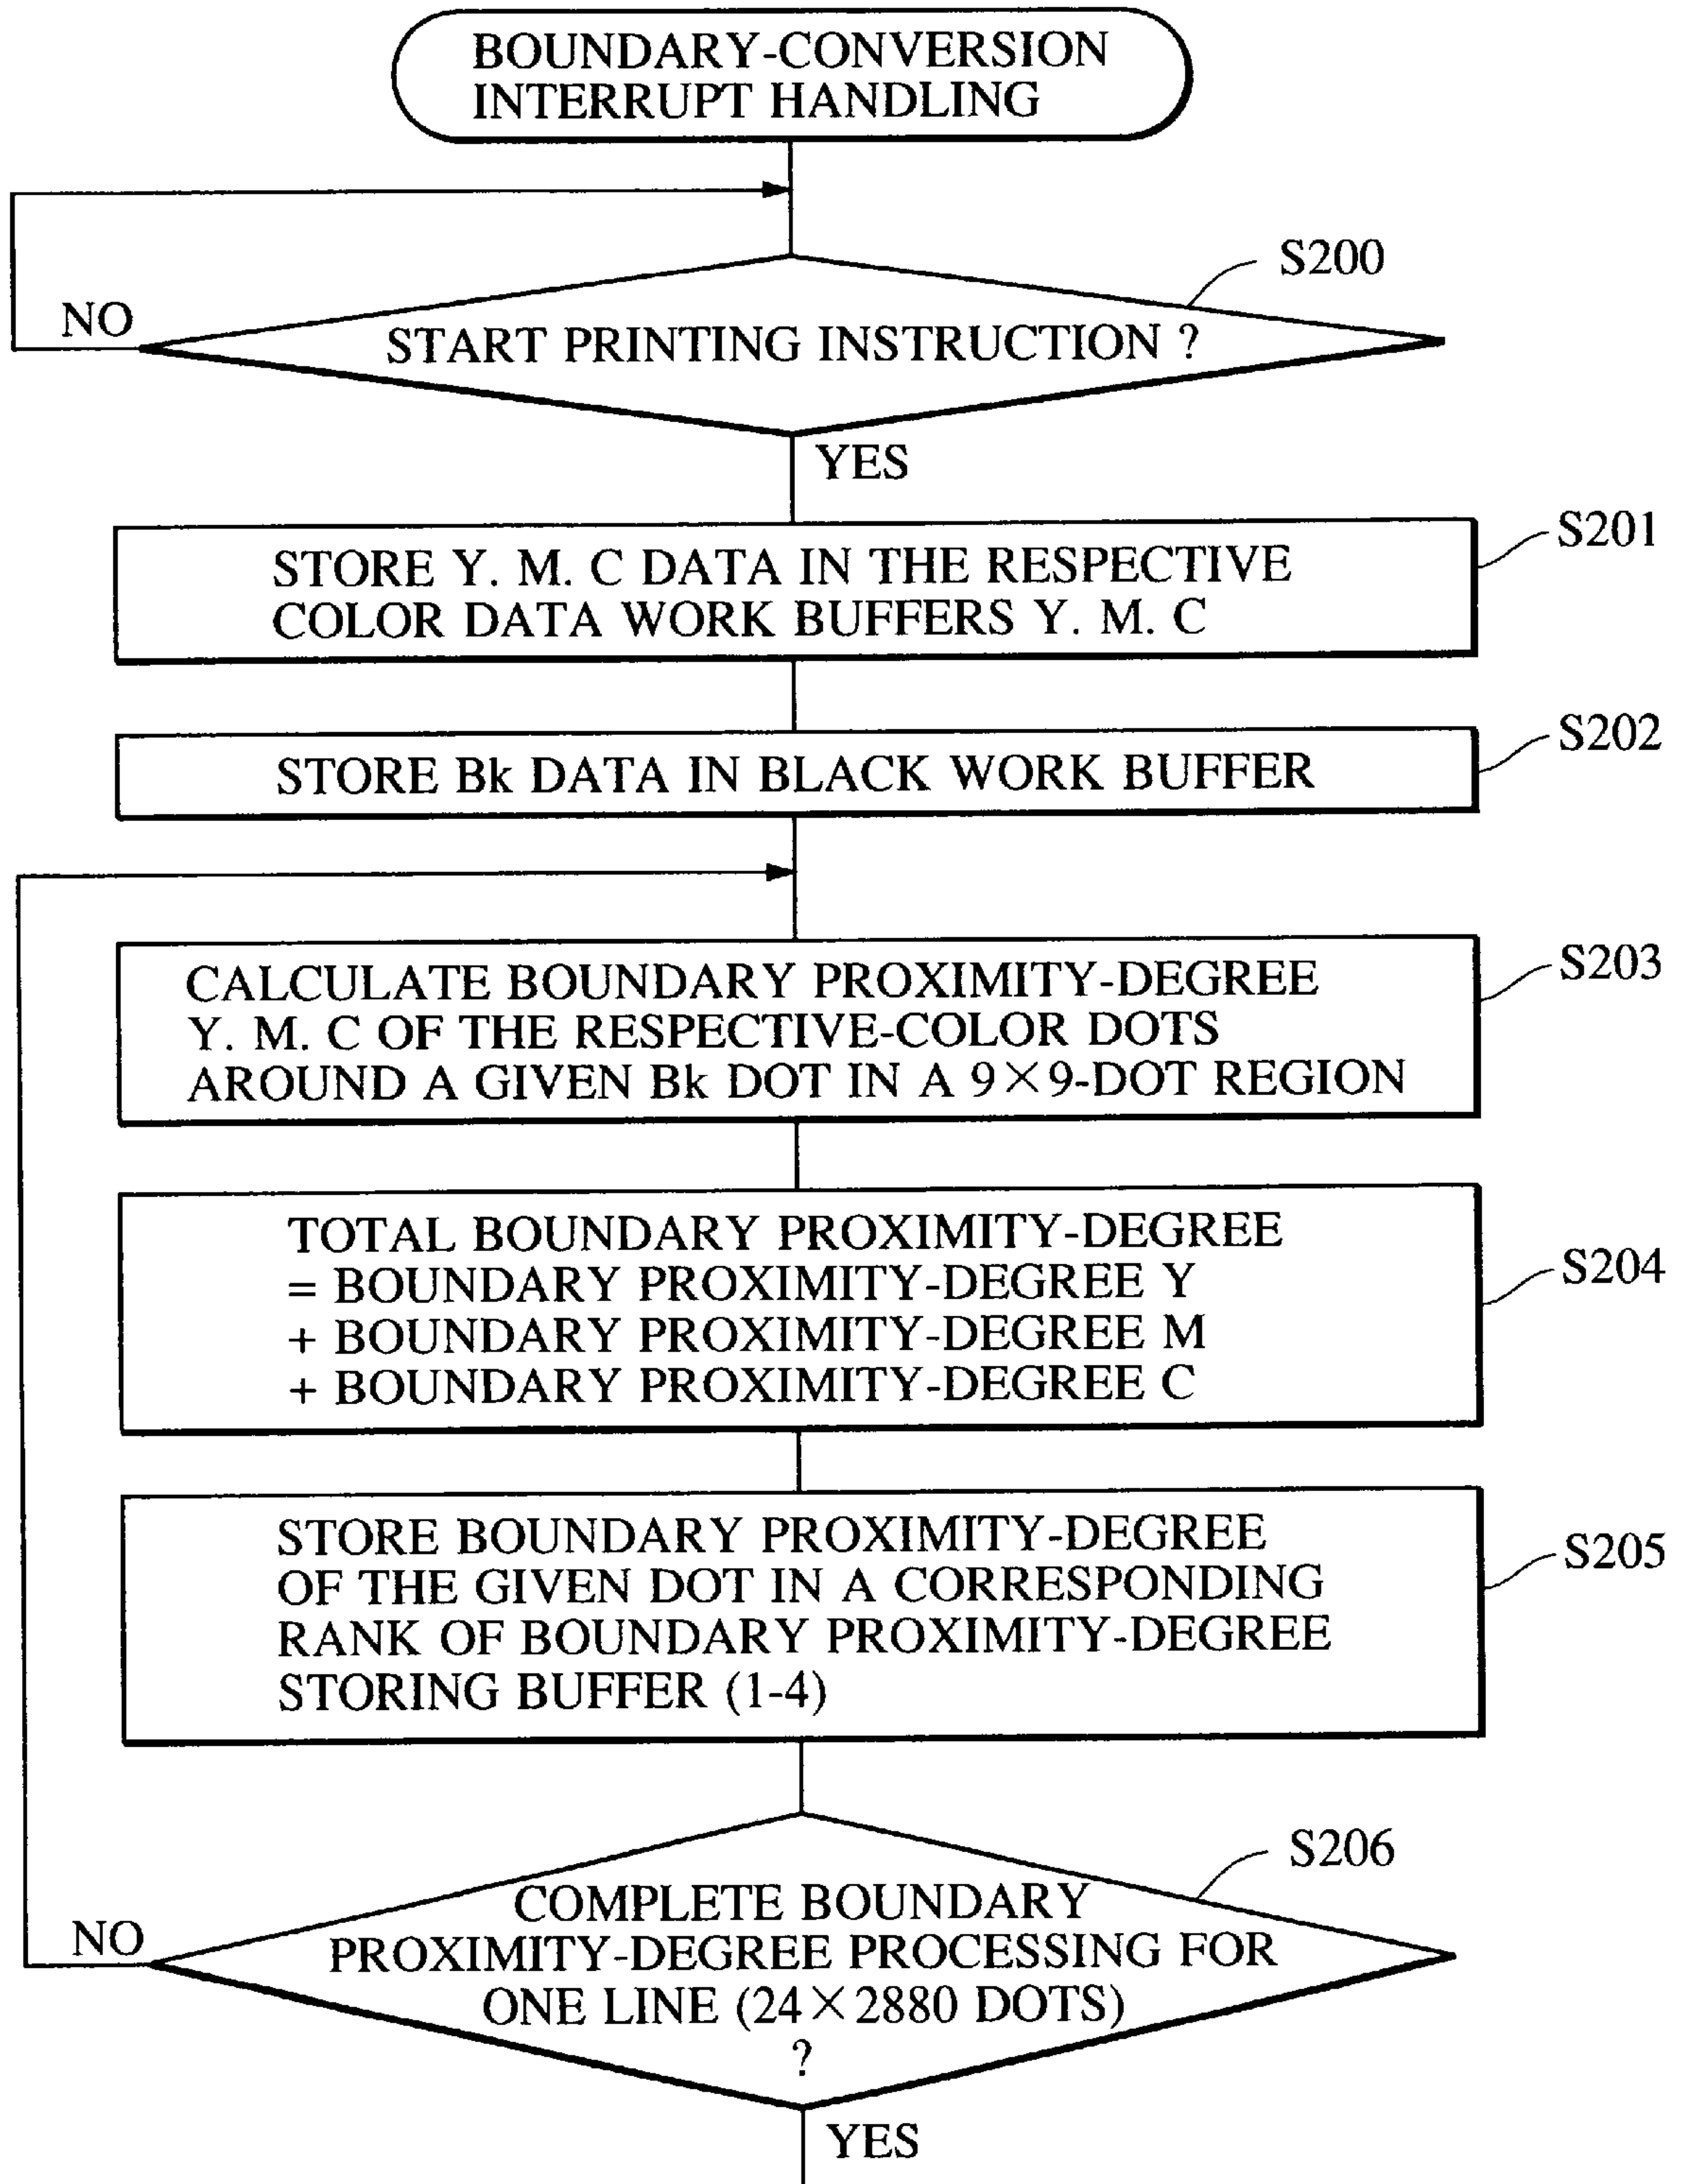 BOUNDARY-CONVERSION
INTERRUPT HANDLING
S200
NO
START PRINTING INSTRUCTION ?
YES
S201
STORE Y. M. C DATA IN THE RESPECTIVE
COLOR DATA WORK BUFFERS Y. M. C
S202
STORE Bk DATA IN BLACK WORK BUFFER
S203
CALCULATE BOUNDARY PROXIMITY-DEGREE
Y. M. C OF THE RESPECTIVE-COLOR DOTS
AROUND A GIVEN Bk DOT IN A 9×9-DOT REGION
S204
TOTAL BOUNDARY PROXIMITY-DEGREE
= BOUNDARY PROXIMITY-DEGREE Y
+ BOUNDARY PROXIMITY-DEGREE M
+ BOUNDARY PROXIMITY-DEGREE C
S205
STORE BOUNDARY PROXIMITY-DEGREE
OF THE GIVEN DOT IN A CORRESPONDING
RANK OF BOUNDARY PROXIMITY-DEGREE
STORING BUFFER (1-4)
S206
NO
COMPLETE BOUNDARY
PROXIMITY-DEGREE PROCESSING FOR
ONE LINE (24×2880 DOTS)
?
YES